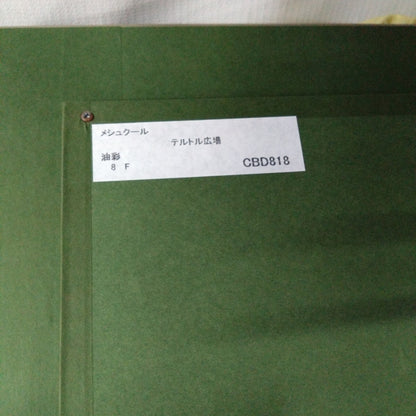 メシュクール
テルトル広場
油彩
8 F
CBD818